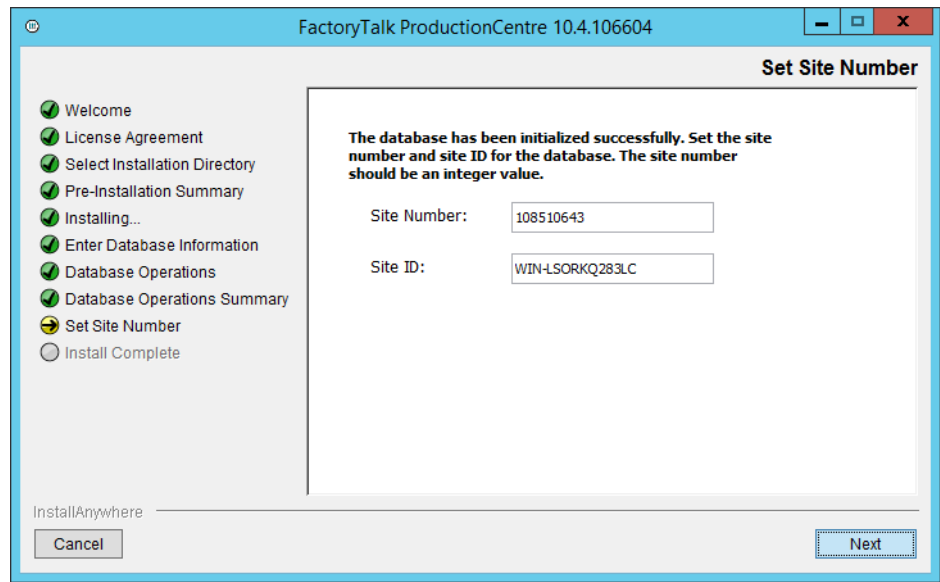 FactoryTalk ProductionCentre 10.4.106604
Set Site Number
Welcome
License Agreement
Select Installation Directory
Pre-Installation Summary
Installing...
Enter Database Information
Database Operations
Database Operations Summary
Set Site Number
Install Complete
The database has been initialized successfully. Set the site
number and site ID for the database. The site number
should be an integer value.
Site Number: 108510643
Site ID: WIN-LSORKQ283LC
InstallAnywhere
Cancel Next